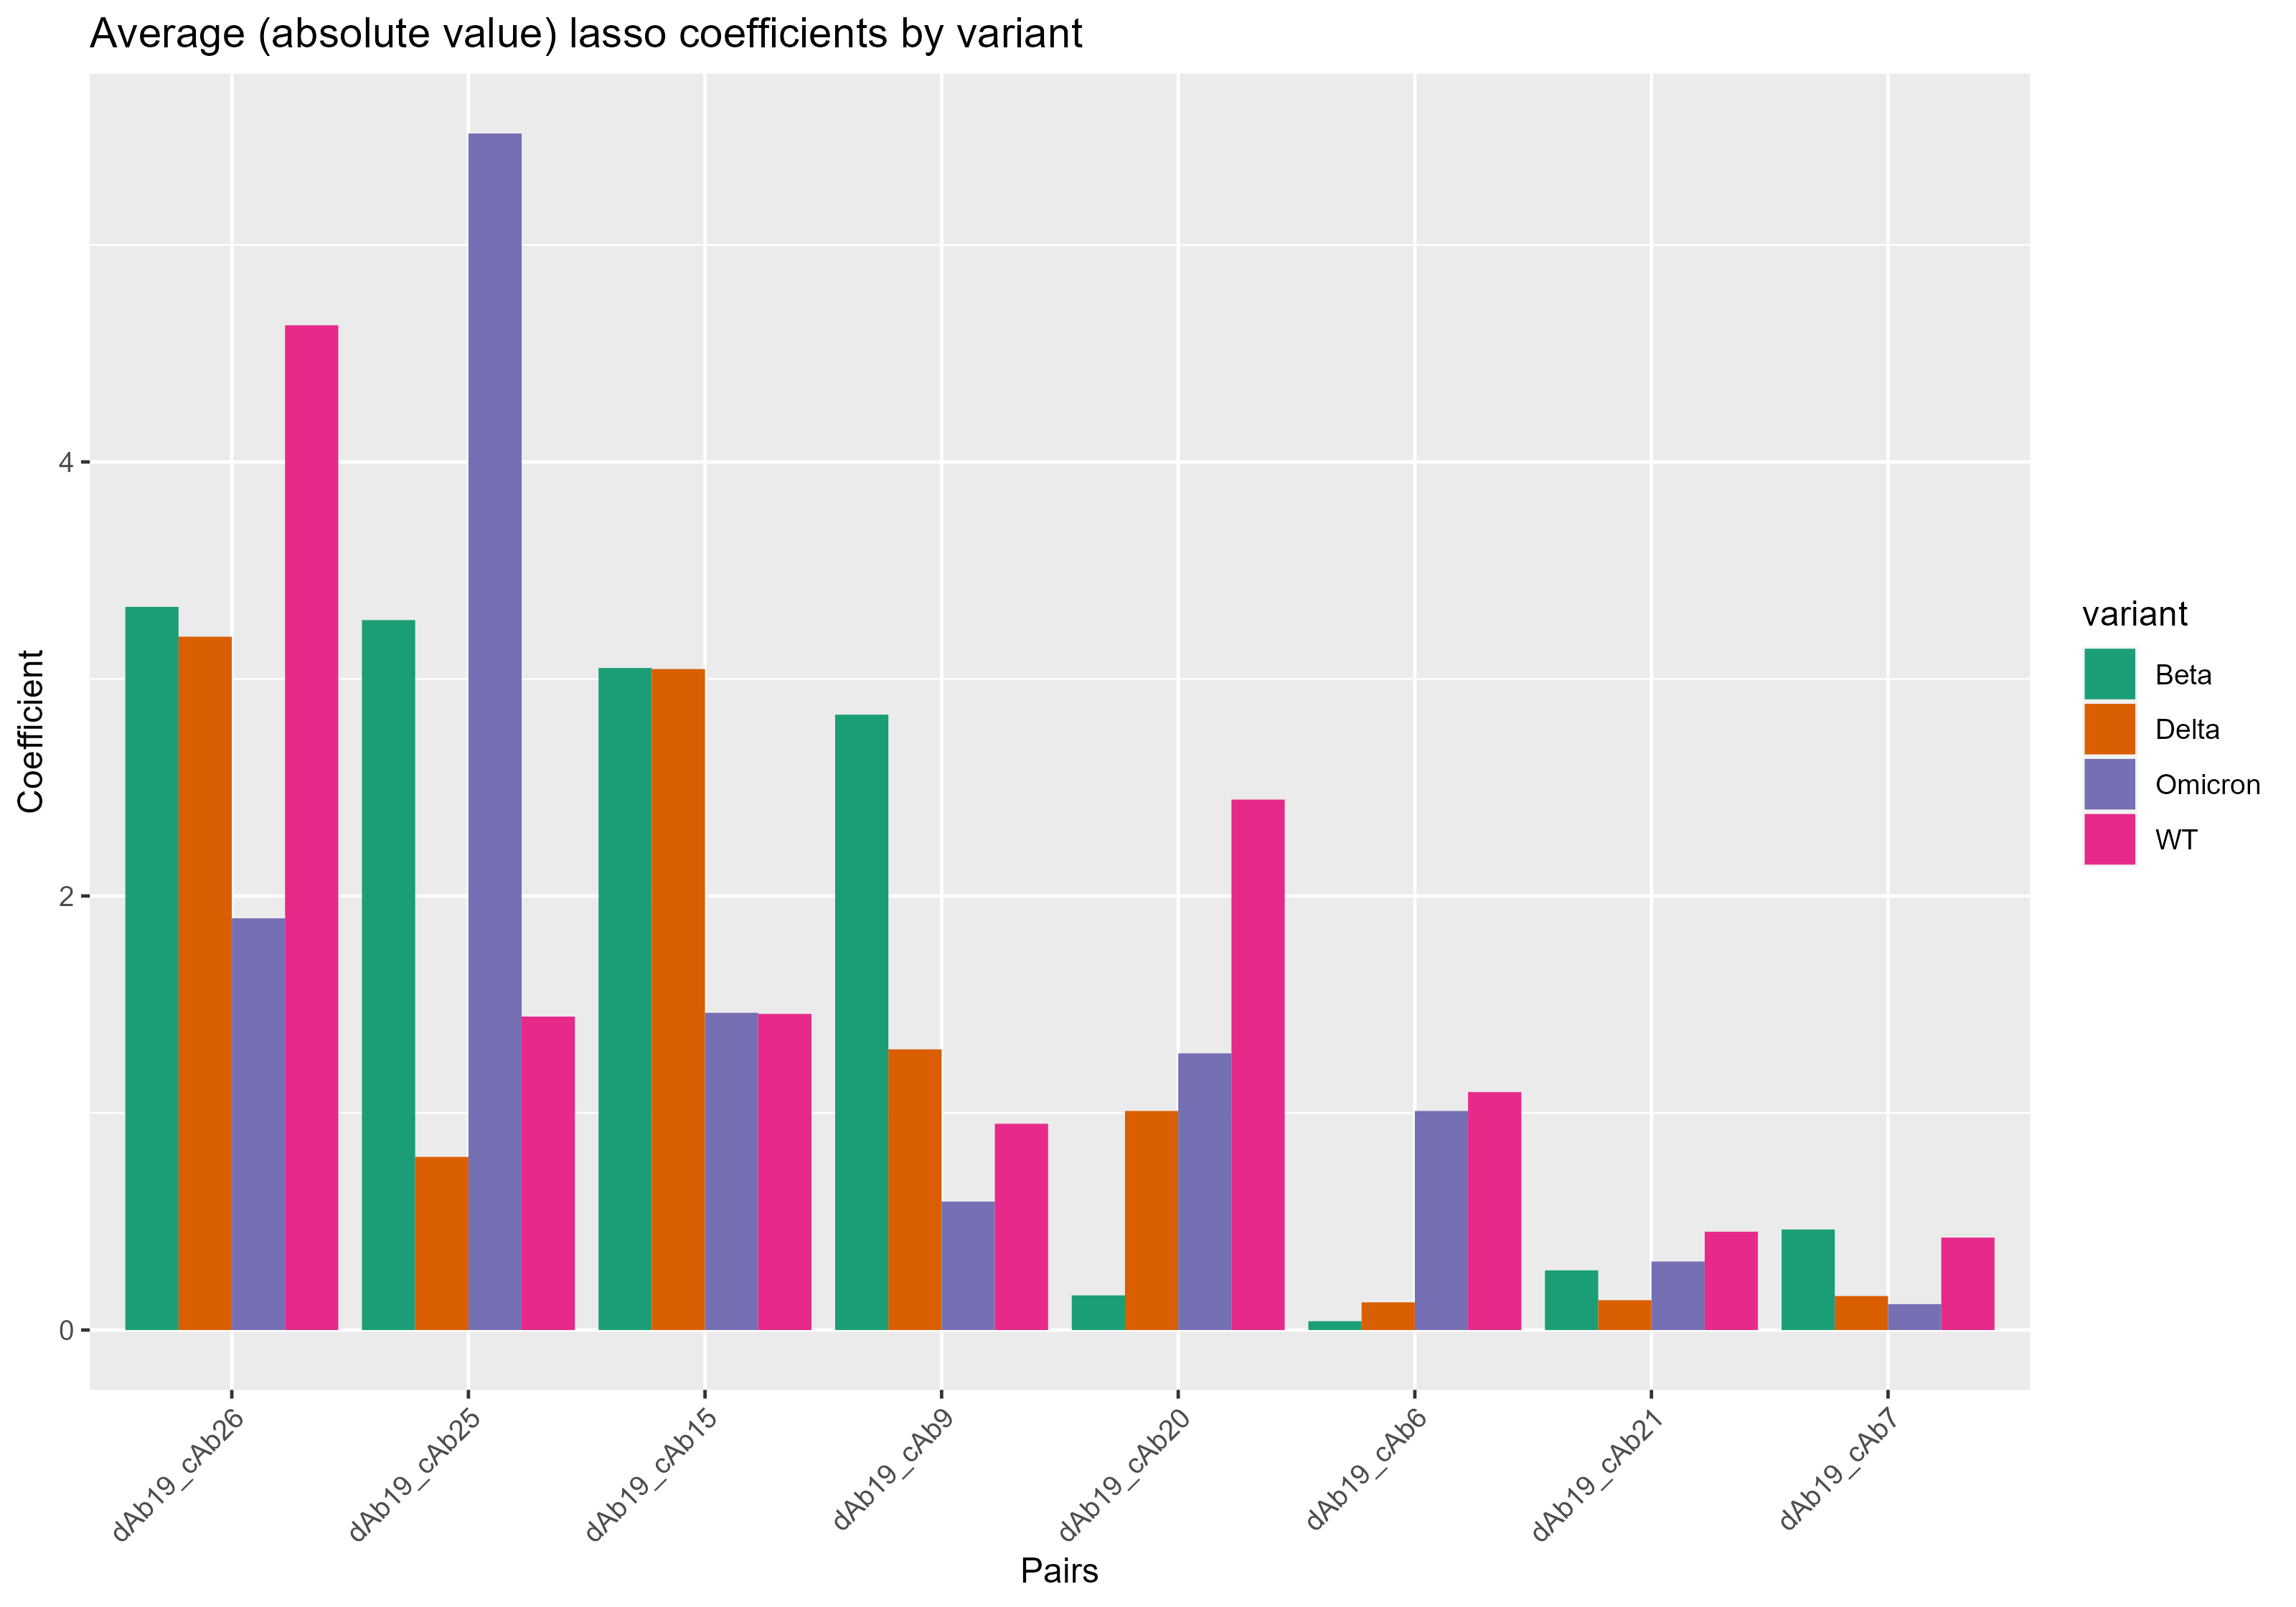 Average (absolute value) lasso coefficients by variant
Coefficient
4
2
0
dAb19_cAb26
dAb19_cAb25
dAb19_cAb15
dAb19_cAb9
dAb19_cAb20
dAb19_cAb6
dAb19_cAb21
dAb19_cAb7
Pairs
variant
Beta
Delta
Omicron
WT